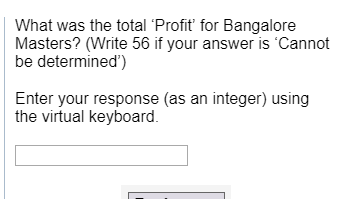 What was the total 'Profit' for Bangalore
Masters? (Write 56 if your answer is 'Cannot
be determined')
Enter your response (as an integer) using
the virtual keyboard.